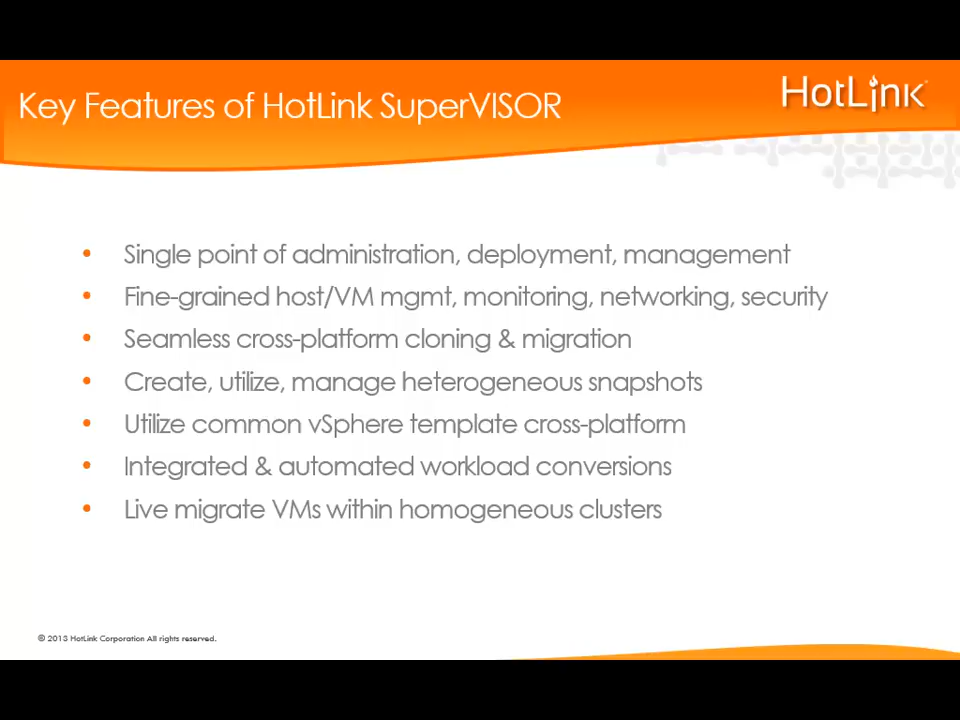 Key Features of HotLink SuperVISOR
HotLink
• Single point of administration, deployment, management
• Fine-grained host/VM mgmt, monitoring, networking, security
• Seamless cross-platform cloning & migration
• Create, utilize, manage heterogeneous snapshots
• Utilize common vSphere template cross-platform
• Integrated & automated workload conversions
• Live migrate VMs within homogeneous clusters
© 2013 HotLink Corporation All rights reserved.